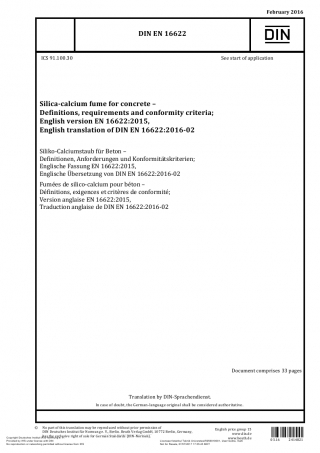 February 2016
DIN EN 16622
DIN
ICS 91.100.30
See start of application
Silica-calcium fume for concrete –
Definitions, requirements and conformity criteria;
English version EN 16622:2015,
English translation of DIN EN 16622:2016-02
Siliko-Calciumstaub für Beton –
Definitionen, Anforderungen und Konformitätskriterien;
Englische Fassung EN 16622:2015,
Englische Übersetzung von DIN EN 16622:2016-02
Fumées de silico-calcium pour béton –
Définitions, exigences et critères de conformité;
Version anglaise EN 16622:2015,
Traduction anglaise de DIN EN 16622:2016-02
Document comprises 33 pages
Translation by DIN-Sprachendienst.
In case of doubt, the German-language original shall be considered authoritative.
No part of this translation may be reproduced without prior permission of
DIN Deutsches Institut für Normung e. V., Berlin. Beuth Verlag GmbH, 10772 Berlin, Germany,
has the exclusive right of sale for German Standards (DIN-Normen).
English price group
www.din.de
www.beuth.de